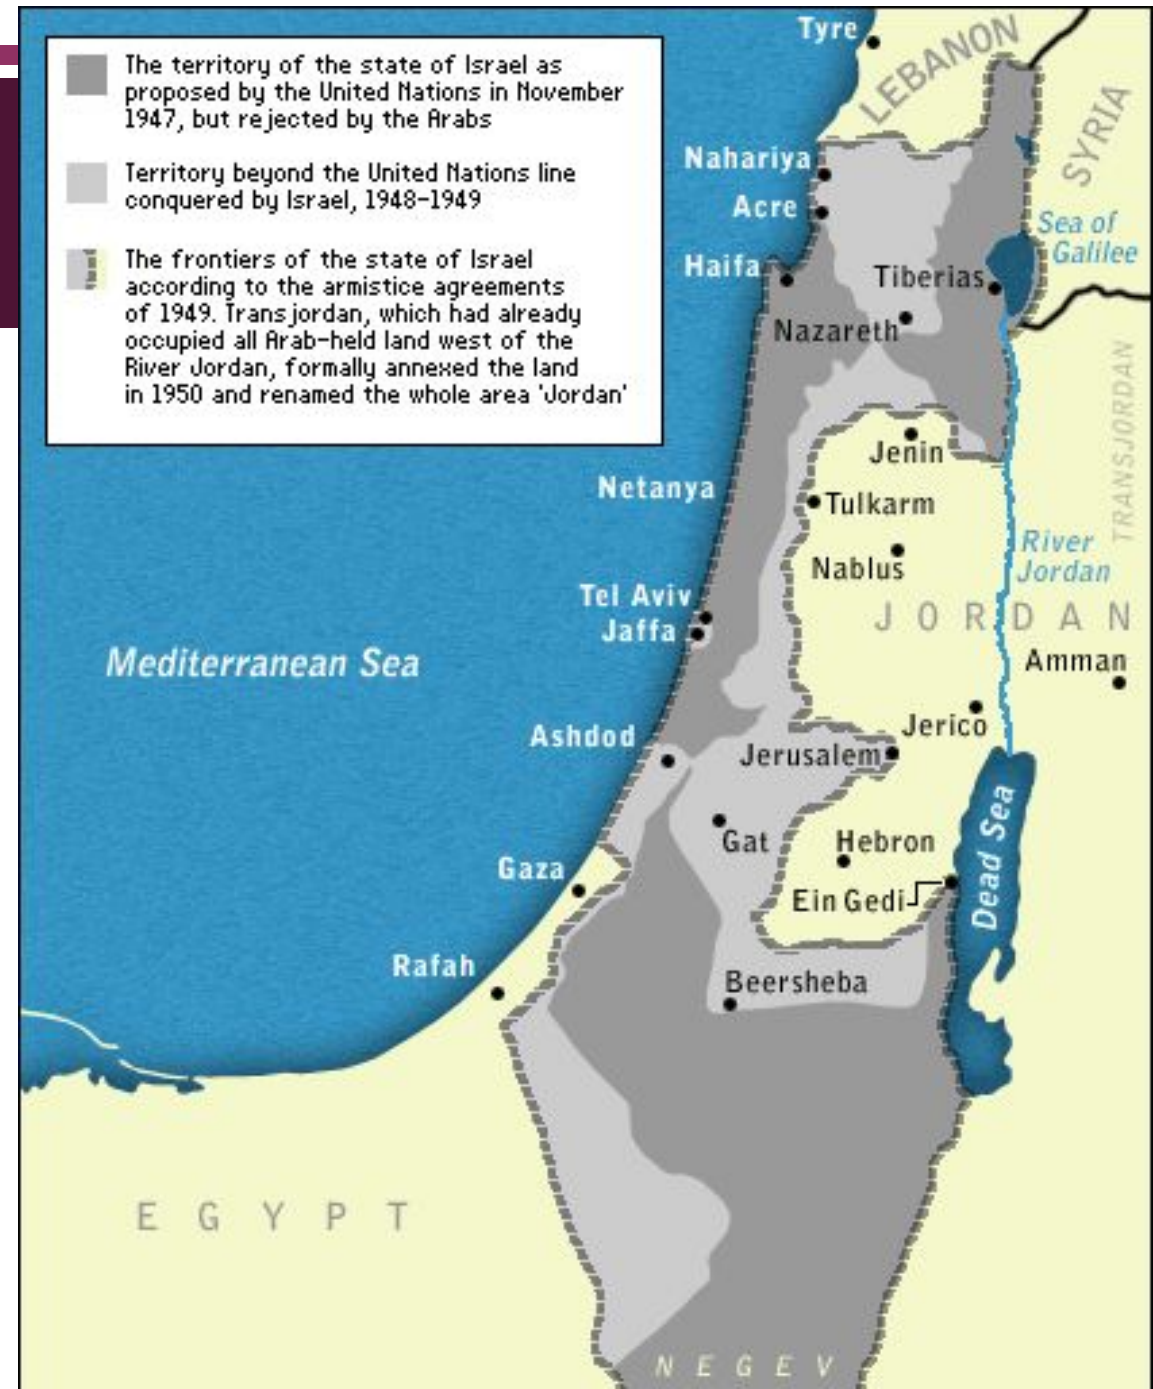 The territory of the state of Israel as
proposed by the United Nations in November
1947, but rejected by the Arabs
Territory beyond the United Nations line
conquered by Israel, 1948-1949
The frontiers of the state of Israel
according to the armistice agreements
of 1949. Transjordan, which had already
occupied all Arab-held land west of the
River Jordan, formally annexed the land
in 1950 and renamed the whole area 'Jordan'
Tyre
LEBANON
SYRIA
Nahariya
Acre
Sea of
Galilee
Haifa
Tiberias
Nazareth
TRANSJORDAN
Jenin
Netanya
Tulkarm
River
Jordan
Nablus
Tel Aviv
Jaffa
JORDAN
Mediterranean Sea
Amman
Jerico
Ashdod
Jerusalem
Dead Sea
Gat
Hebron
Gaza
Ein Gedi
Rafah
Beersheba
EGYPT
NEGEV